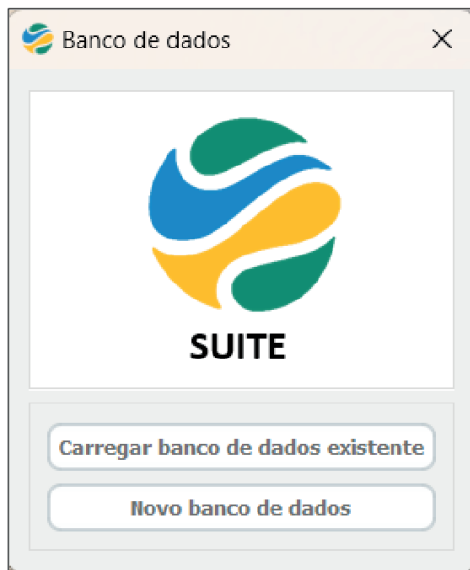 Banco de dados
SUITE
Carregar banco de dados existente
Novo banco de dados